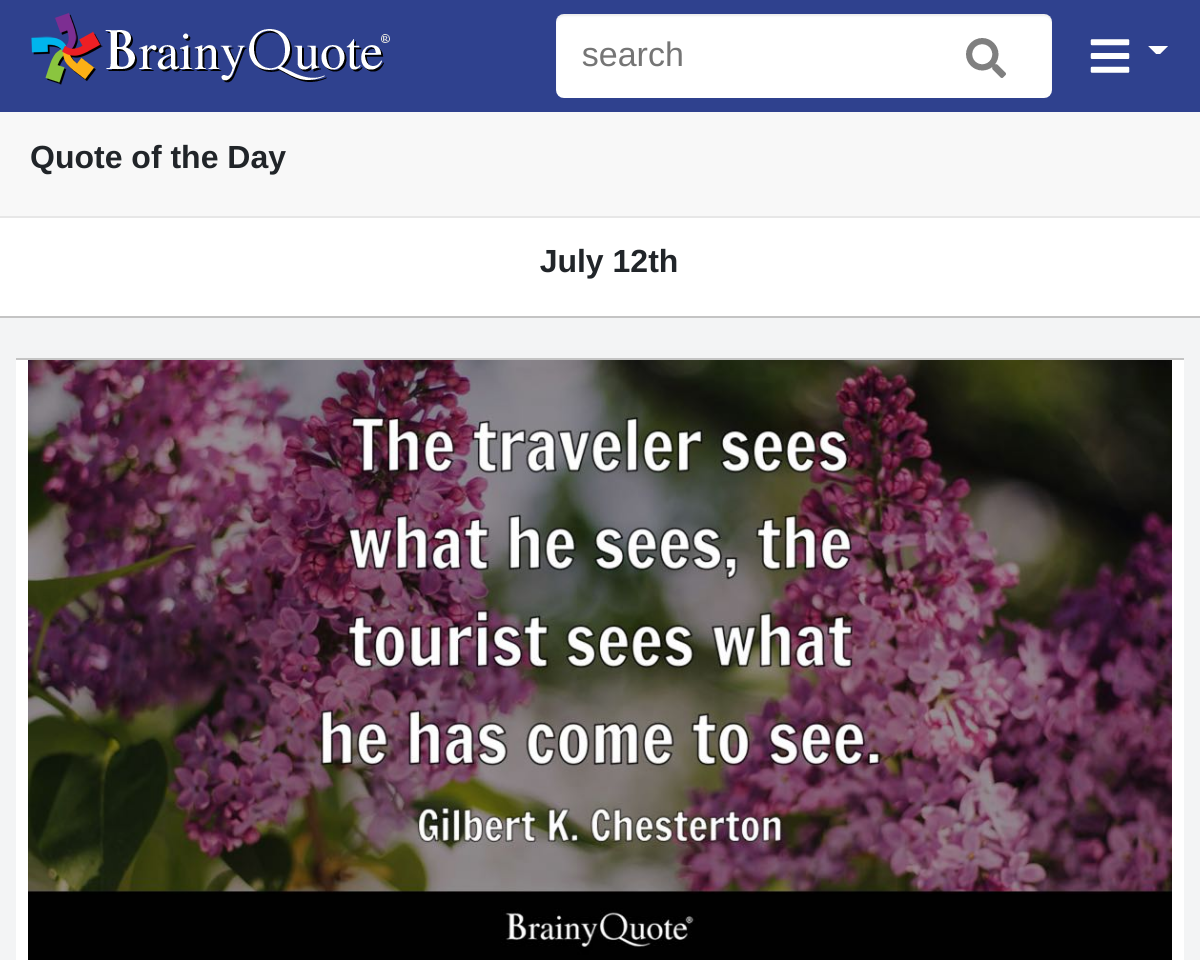 BrainyQuote®
search
Quote of the Day
July 12th
The traveler sees
what he sees, the
tourist sees what
he has come to see.
Gilbert K. Chesterton
BrainyQuote®